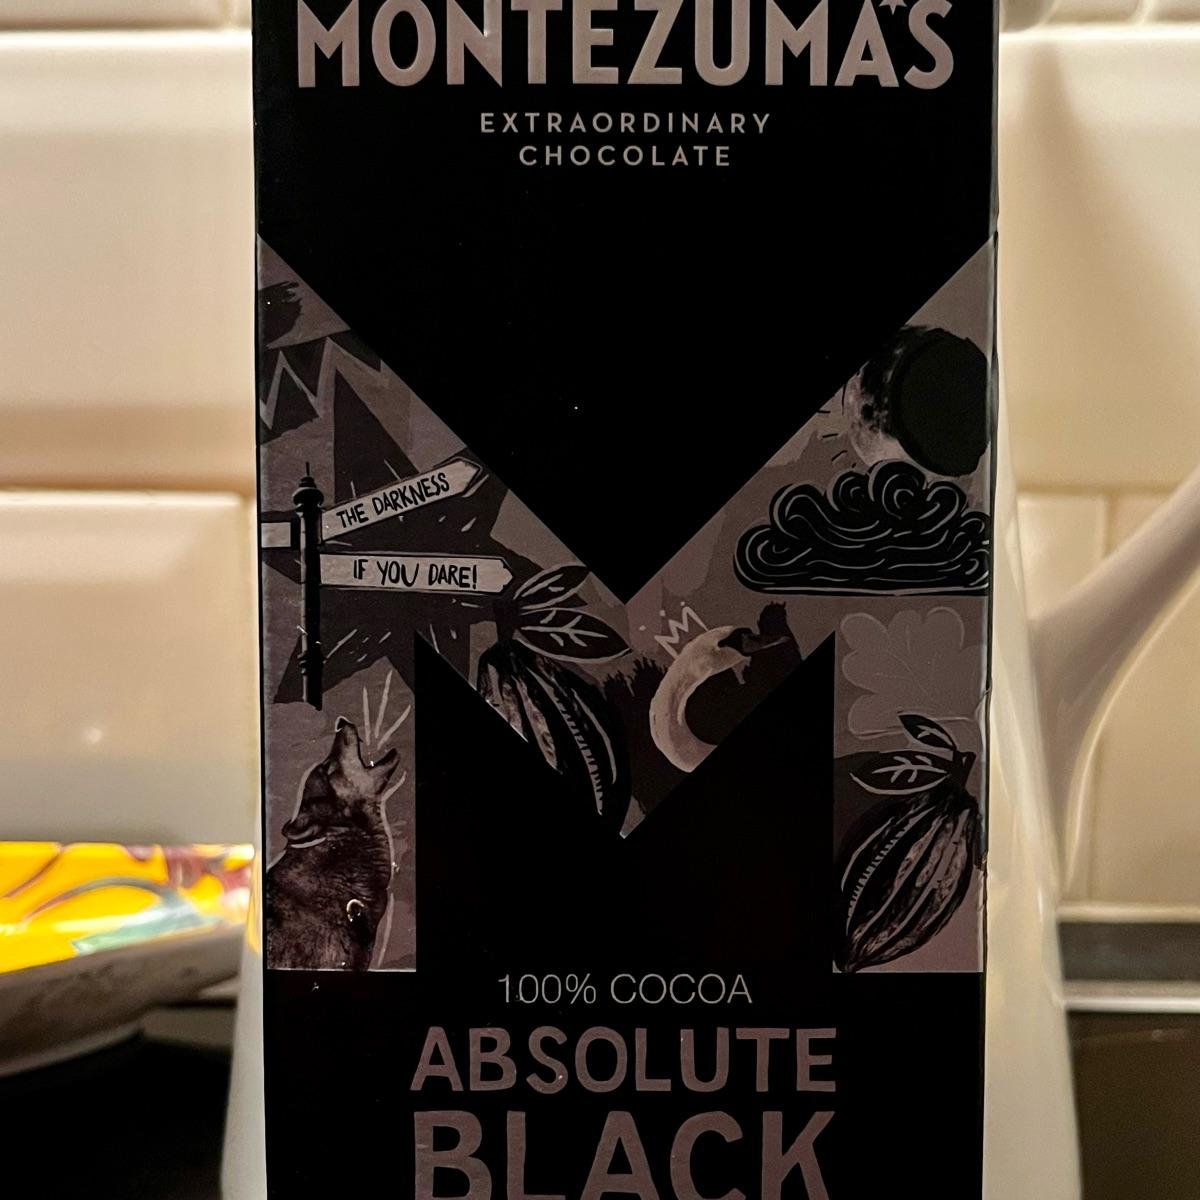 MONTEZUMA'S
EXTRAORDINARY
CHOCOLATE
THE DARKNESS
IF YOU DARE!
100% COCOA
ABSOLUTE
BLACK